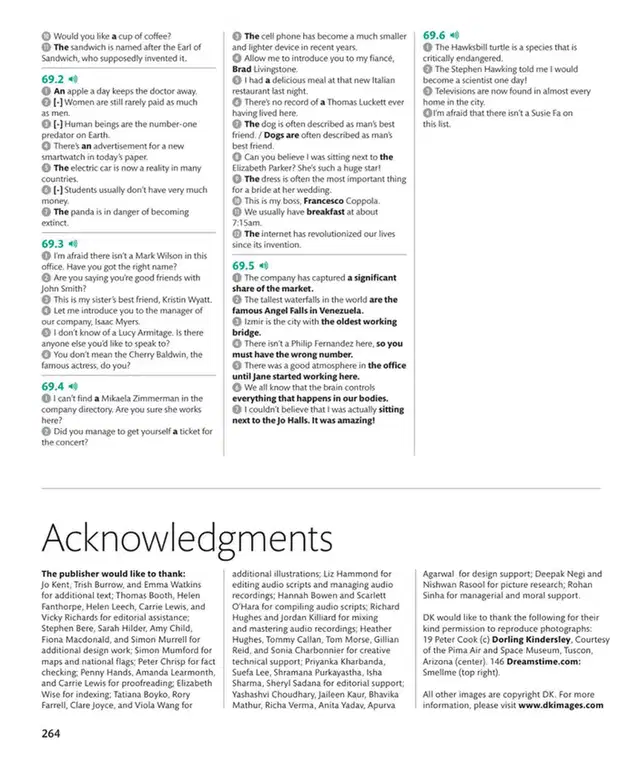 10 Would you like a cup of coffee?
11 The sandwich is named after the Earl of
Sandwich, who supposedly invented it.
69.2
1 An apple a day keeps the doctor away.
2 [-] Women are still rarely paid as much
as men.
3 [-] Human beings are the number-one
predator on Earth.
4 There's an advertisement for a new
smartwatch in today's paper.
5 The electric car is now a reality in many
countries.
6 [-] Students usually don't have very much
money.
7 The panda is in danger of becoming
extinct.
69.3
1 I'm afraid there isn't a Mark Wilson in this
office. Have you got the right name?
2 Are you saying you're good friends with
John Smith?
3 This is my sister's best friend, Kristin Wyatt.
4 Let me introduce you to the manager of
our company, Isaac Myers.
5 I don't know of a Lucy Armitage. Is there
anyone else you'd like to speak to?
6 You don't mean the Cherry Baldwin, the
famous actress, do you?
69.4
1 I can't find a Mikaela Zimmerman in the
company directory. Are you sure she works
here?
2 Did you manage to get yourself a ticket for
the concert?
3 The cell phone has become a much smaller
and lighter device in recent years.
4 Allow me to introduce you to my fiancé,
Brad Livingstone.
5 I had a delicious meal at that new Italian
restaurant last night.
6 There's no record of a Thomas Luckett ever
having lived here.
7 The dog is often described as man's best
friend. / Dogs are often described as man's
best friend.
8 Can you believe I was sitting next to the
Elizabeth Parker? She's such a huge star!
9 The dress is often the most important thing
for a bride at her wedding.
10 This is my boss, Francesco Coppola.
11 We usually have breakfast at about
7:15am.
12 The internet has revolutionized our lives
since its invention.
69.5
1 The company has captured a significant
share of the market.
2 The tallest waterfalls in the world are the
famous Angel Falls in Venezuela.
3 Izmir is the city with the oldest working
bridge.
4 There isn't a Philip Fernandez here, so you
must have the wrong number.
5 There was a good atmosphere in the office
until Jane started working here.
6 We all know that the brain controls
everything that happens in our bodies.
7 I couldn't believe that I was actually sitting
next to the Jo Halls. It was amazing!
69.6
1 The Hawksbill turtle is a species that is
critically endangered.
2 The Stephen Hawking told me I would
become a scientist one day!
3 Televisions are now found in almost every
home in the city.
4 I'm afraid that there isn't a Susie Fa on
this list.
Acknowledgments
The publisher would like to thank:
Jo Kent, Trish Burrow, and Emma Watkins
for additional text; Thomas Booth, Helen
Fanthorpe, Helen Leech, Carrie Lewis, and
Vicky Richards for editorial assistance;
Stephen Bere, Sarah Hilder, Amy Child,
Fiona Macdonald, and Simon Murrell for
additional design work; Simon Mumford for
maps and national flags; Peter Chrisp for fact
checking; Penny Hands, Amanda Learmonth,
and Carrie Lewis for proofreading; Elizabeth
Wise for indexing; Tatiana Boyko, Rory
Farrell, Clare Joyce, and Viola Wang for
additional illustrations; Liz Hammond for
editing audio scripts and managing audio
recordings; Hannah Bowen and Scarlett
O'Hara for compiling audio scripts; Richard
Hughes and Jordan Killiard for mixing
and mastering audio recordings; Heather
Hughes, Tommy Callan, Tom Morse, Gillian
Reid, and Sonia Charbonnier for creative
technical support; Priyanka Kharbanda,
Suefa Lee, Shramana Purkayastha, Isha
Sharma, Sheryl Sadana for editorial support;
Yashashvi Choudhary, Jaileen Kaur, Bhavika
Mathur, Richa Verma, Anita Yadav, Apurva
Agarwal for design support; Deepak Negi and
Nishwan Rasool for picture research; Rohan
Sinha for managerial and moral support.
DK would like to thank the following for their
kind permission to reproduce photographs:
19 Peter Cook (c) Dorling Kindersley, Courtesy
of the Pima Air and Space Museum, Tuscon,
Arizona (center). 146 Dreamstime.com:
Smellme (top right).
All other images are copyright DK. For more
information, please visit www.dkimages.com
264